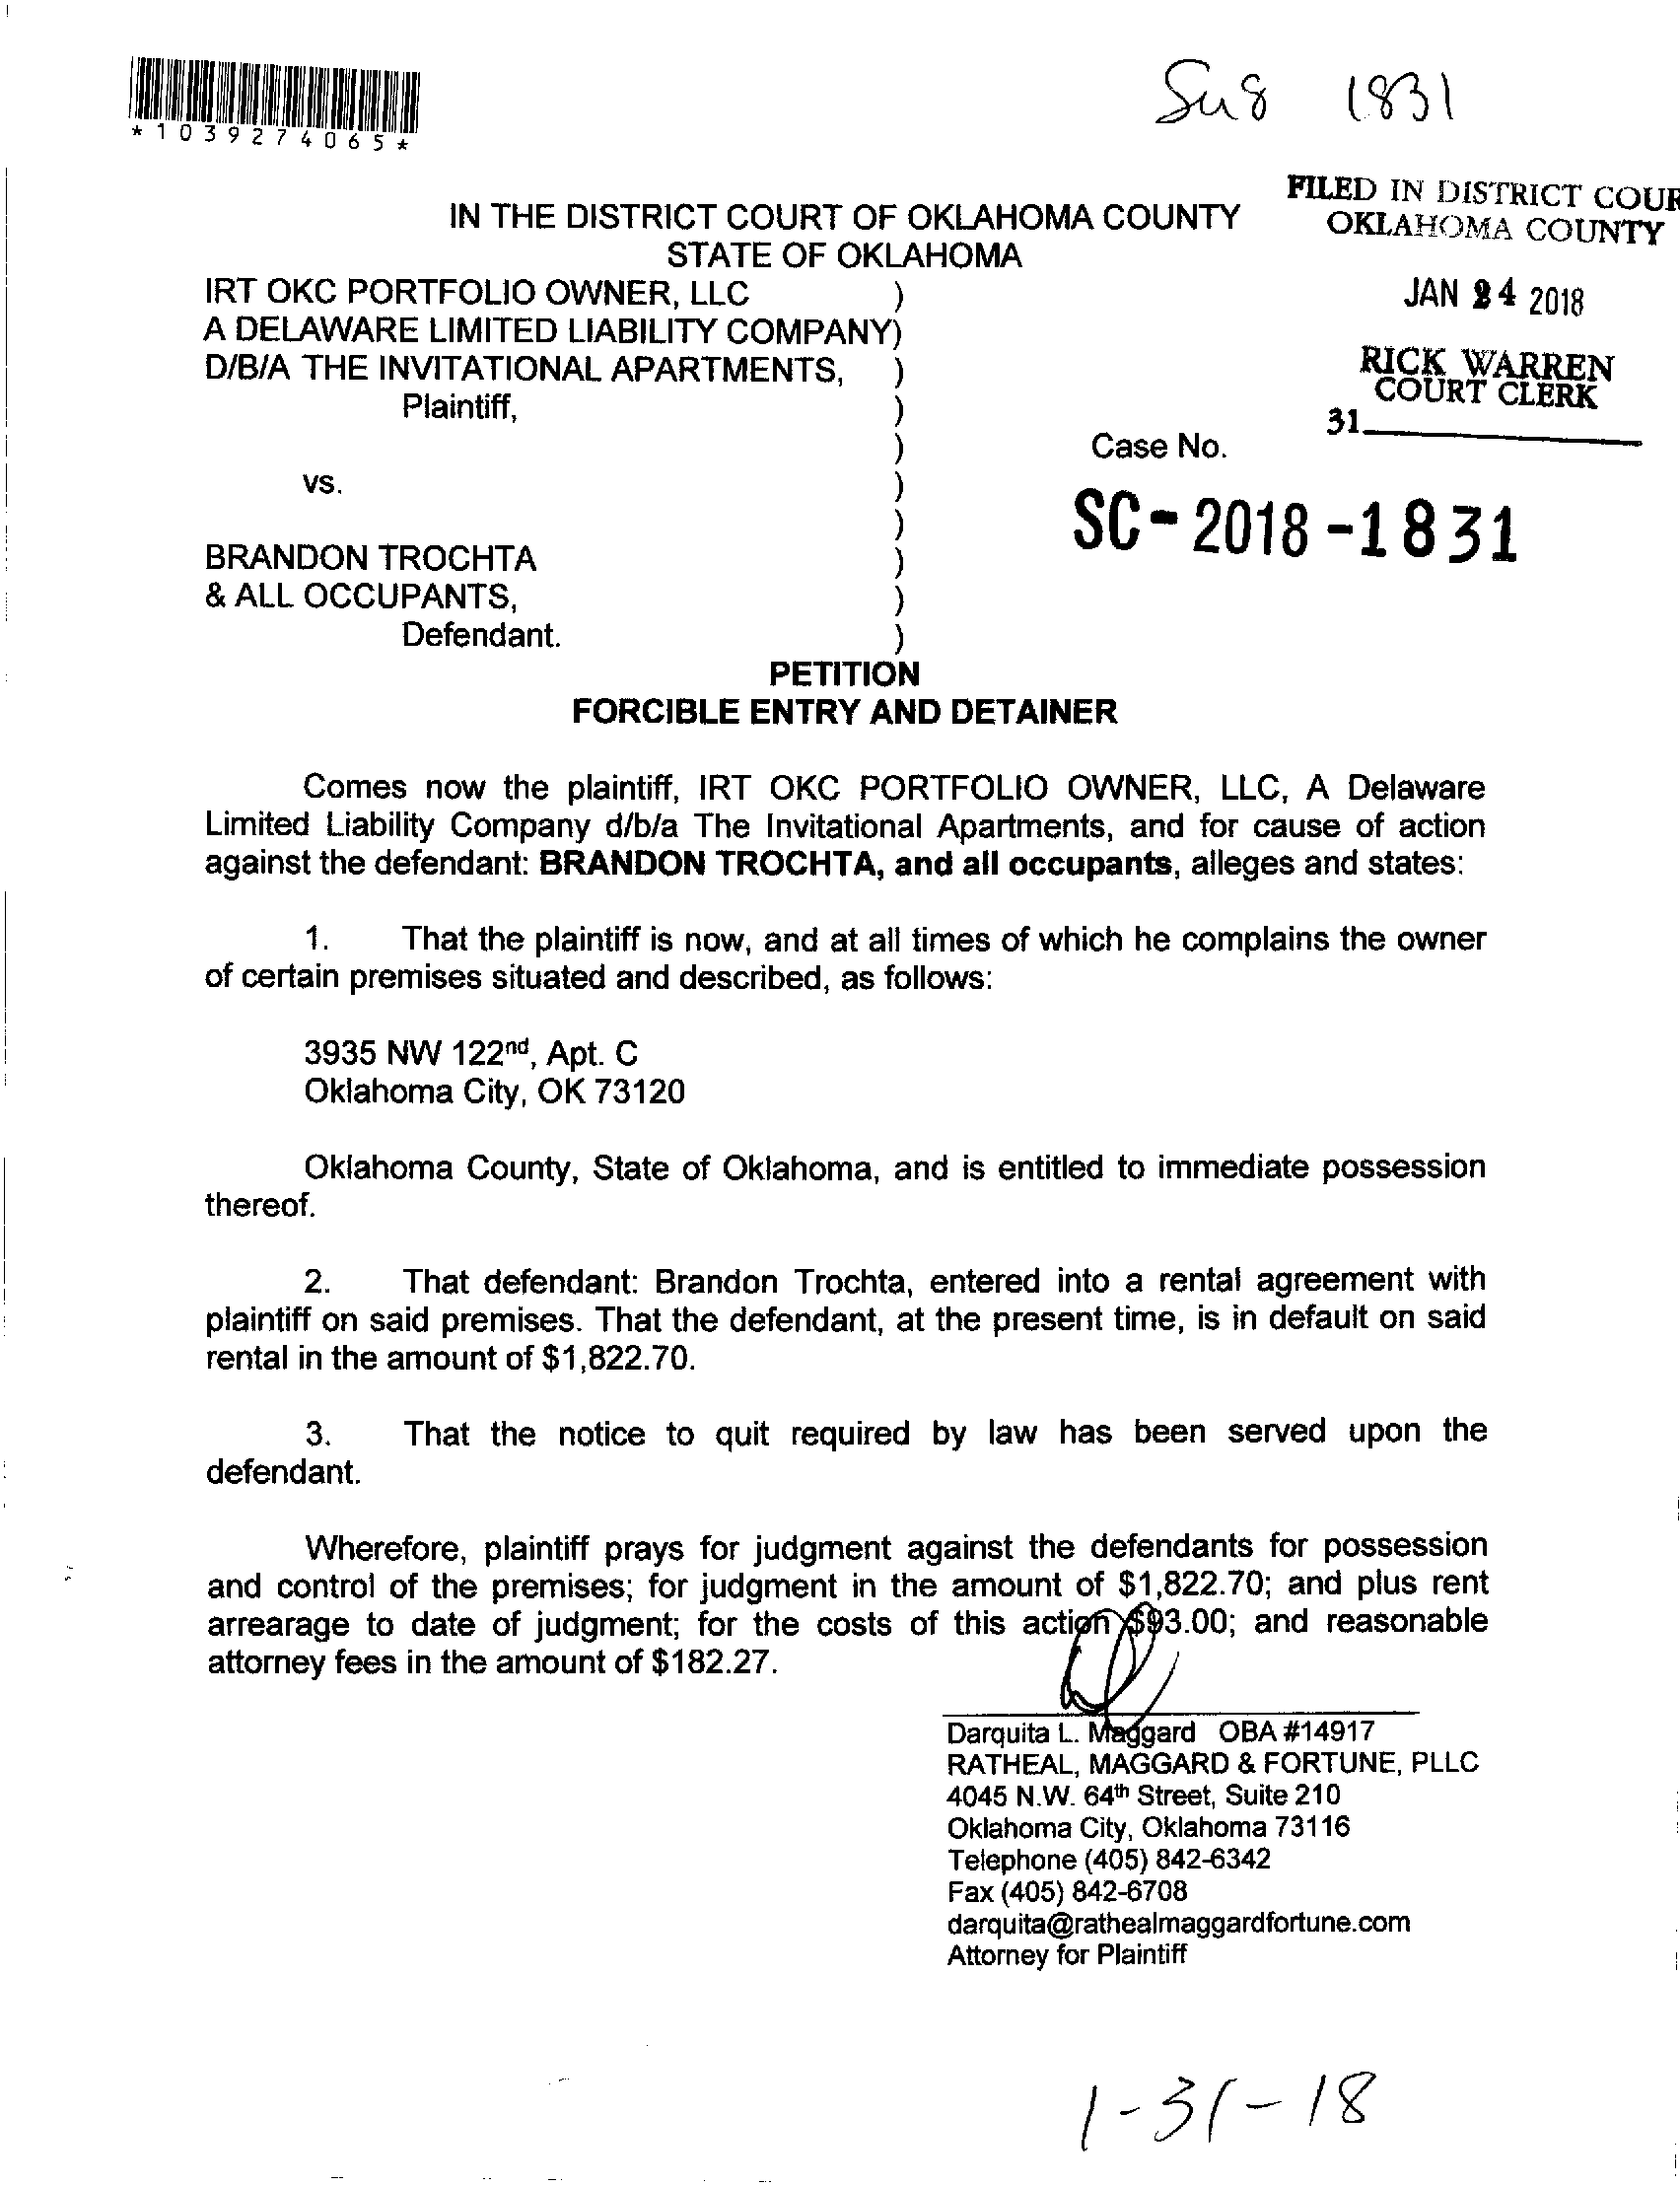 *1039274065*
1831
FILED IN DISTRICT COUR
OKLAHOMA COUNTY
JAN 24 2018
RICK WARREN
COURT CLERK
31
IN THE DISTRICT COURT OF OKLAHOMA COUNTY
STATE OF OKLAHOMA
IRT OKC PORTFOLIO OWNER, LLC )
A DELAWARE LIMITED LIABILITY COMPANY)
D/B/A THE INVITATIONAL APARTMENTS, )
Plaintiff, )
) Case No.
vs. )
) SC-2018-1831
BRANDON TROCHTA )
& ALL OCCUPANTS, )
Defendant. )
PETITION
FORCIBLE ENTRY AND DETAINER
Comes now the plaintiff, IRT OKC PORTFOLIO OWNER, LLC, A Delaware
Limited Liability Company d/b/a The Invitational Apartments, and for cause of action
against the defendant: BRANDON TROCHTA, and all occupants, alleges and states:
1. That the plaintiff is now, and at all times of which he complains the owner
of certain premises situated and described, as follows:
3935 NW 122nd, Apt. C
Oklahoma City, OK 73120
Oklahoma County, State of Oklahoma, and is entitled to immediate possession
thereof.
2. That defendant: Brandon Trochta, entered into a rental agreement with
plaintiff on said premises. That the defendant, at the present time, is in default on said
rental in the amount of $1,822.70.
3. That the notice to quit required by law has been served upon the
defendant.
Wherefore, plaintiff prays for judgment against the defendants for possession
and control of the premises; for judgment in the amount of $1,822.70; and plus rent
arrearage to date of judgment; for the costs of this action $93.00; and reasonable
attorney fees in the amount of $182.27.
Darquita L. Maggard OBA #14917
RATHEAL, MAGGARD & FORTUNE, PLLC
4045 N.W. 64th Street, Suite 210
Oklahoma City, Oklahoma 73116
Telephone (405) 842-6342
Fax (405) 842-6708
darquita@rathealmaggardfortune.com
Attorney for Plaintiff
1-31-18